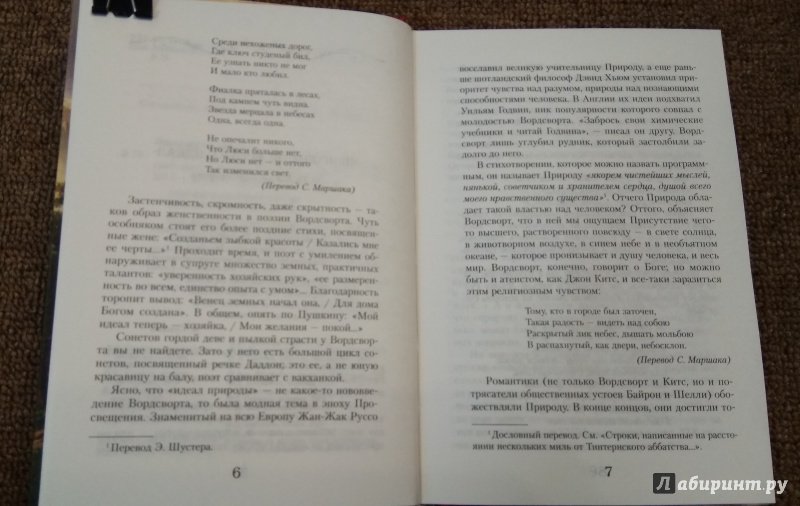 Среди нехоженых дорог,
Где ключ студеный бил,
Ее узнать никто не мог
И мало кто любил.
Фиалка пряталась в лесах,
Под камнем чуть видна.
Звезда мерцала в небесах
Одна, всегда одна.
Не опечалит никого,
Что Люси больше нет,
Но Люси нет — и оттого
Так изменился свет.
(Перевод С. Маршака)
Застенчивость, скромность, даже скрытность — та-
ков образ женственности в поэзии Вордсворта. Чуть
особняком стоят его более поздние стихи, посвящен-
ные жене: «Созданьем зыбкой красоты / Казались мне
ее черты...»¹ Проходит время, и поэт с умилением об-
наруживает в супруге множество земных, практичных
талантов: «уверенность хозяйских рук», «ее размерен-
ность во всем, единство опыта с умом»... Благодарность
торопит вывод: «Венец земных начал она, / Для дома
Богом создана». В общем, опять по Пушкину: «Мой
идеал теперь — хозяйка, / Мои желания — покой...»
Сонетов гордой деве и пылкой страсти у Вордсвор-
та вы не найдете. Зато у него есть большой цикл со-
нетов, посвященный речке Даддон; это ее, а не юную
красавицу на балу, поэт сравнивает с вакханкой.
Ясно, что «идеал природы» — не какое-то нововве-
дение Вордсворта, то была модная тема в эпоху Про-
свещения. Знаменитый на всю Европу Жан-Жак Руссо
¹ Перевод Э. Шустера.
6
восславил великую учительницу Природу, а еще рань-
ше шотландский философ Дэвид Хьюм установил при-
оритет чувства над разумом, природы над познающими
способностями человека. В Англии их идеи подхватил
Уильям Годвин, пик популярности которого совпал с
молодостью Вордсворта. «Забрось свои химические
учебники и читай Годвина», — писал он другу. Ворд-
сворт лишь углубил рудник, который застолбили за-
долго до него.
В стихотворении, которое можно назвать программ-
ным, он называет Природу «якорем чистейших мыслей,
нянькой, советчиком и хранителем сердца, душой всего
моего нравственного существа»¹. Отчего Природа обла-
дает такой властью над человеком? Оттого, объясняет
Вордсворт, что в ней мы ощущаем Присутствие чего-
то высшего, растворенного повсюду — в свете солнца,
в животворном воздухе, в синем небе и в необъятном
океане, — которое пронизывает и душу человека, и весь
мир. Вордсворт, конечно, говорит о Боге; но можно
быть и атеистом, как Джон Китс, и все-таки заразиться
этим религиозным чувством:
Тому, кто в городе был заточен,
Такая радость — видеть над собою
Раскрытый лик небес, дышать мольбою
В распахнутый, как двери, небосклон.
(Перевод С. Маршака)
Романтики (не только Вордсворт и Китс, но и по-
трясатели общественных устоев Байрон и Шелли) обо-
жествляли Природу. В конце концов, они достигли то-
¹ Дословный перевод. См. «Строки, написанные на рассто-
янии нескольких миль от Тинтернского аббатства...».
7
Лабиринт.ру